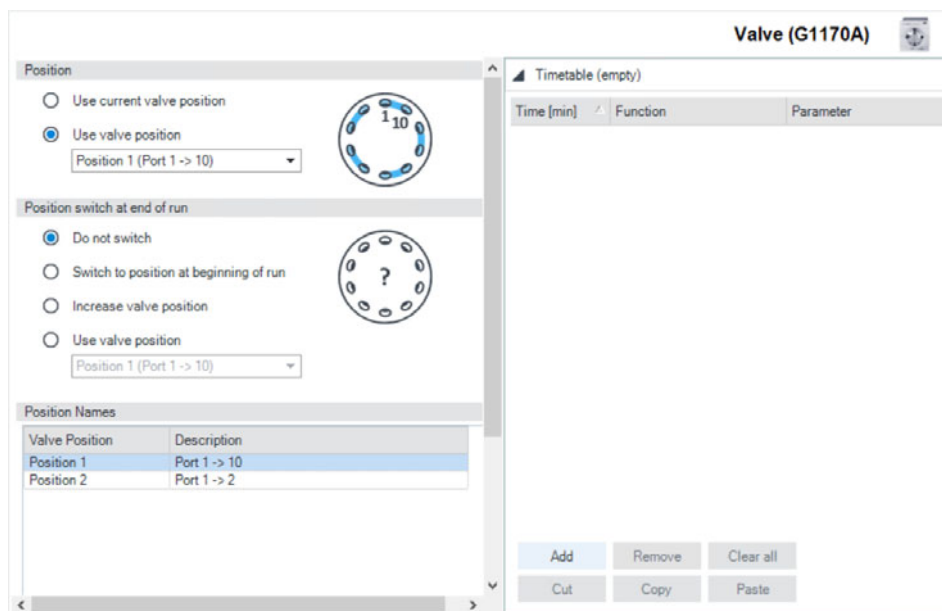 Valve (G1170A)
Position
Use current valve position
Use valve position
Position 1 (Port 1 -> 10)
1 10
Position switch at end of run
Do not switch
Switch to position at beginning of run
Increase valve position
Use valve position
Position 1 (Port 1 -> 10)
?
Position Names
Valve Position Description
Position 1 Port 1 -> 10
Position 2 Port 1 -> 2
Timetable (empty)
Time [min] Function Parameter
Add Remove Clear all
Cut Copy Paste